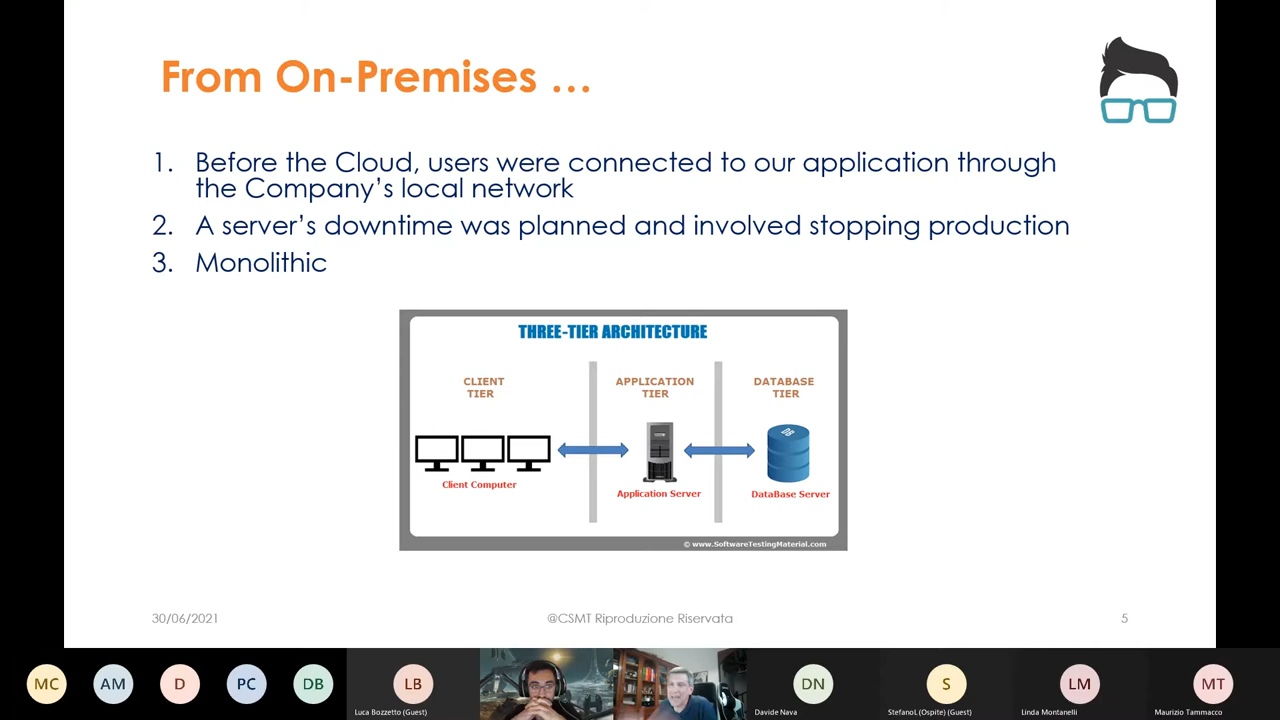 From On-Premises ...
1. Before the Cloud, users were connected to our application through
the Company's local network
2. A server's downtime was planned and involved stopping production
3. Monolithic
THREE-TIER ARCHITECTURE
CLIENT
TIER
APPLICATION
TIER
DATABASE
TIER
DB
Client Computer
Application Server
DataBase Server
© www.SoftwareTestingMaterial.com
30/06/2021 @CSMT Riproduzione Riservata 5
MC AM D PC DB LB DN S LM MT
Luca Bozzetto (Guest) Davide Nava StefanoL (Ospite) (Guest) Linda Montanelli Maurizio Tammacco